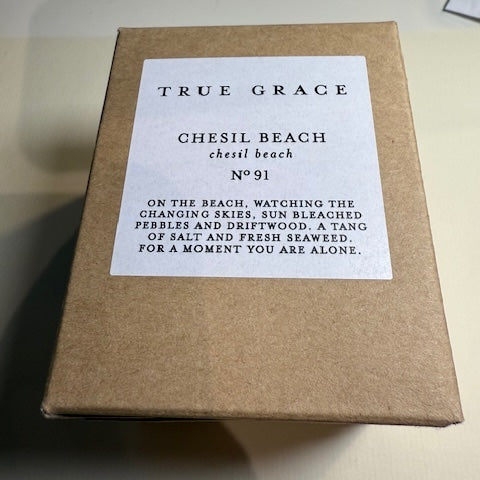 TRUE GRACE
CHESIL BEACH
chesil beach
Nº 91
ON THE BEACH, WATCHING THE
CHANGING SKIES, SUN BLEACHED
PEBBLES AND DRIFTWOOD. A TANG
OF SALT AND FRESH SEAWEED.
FOR A MOMENT YOU ARE ALONE.